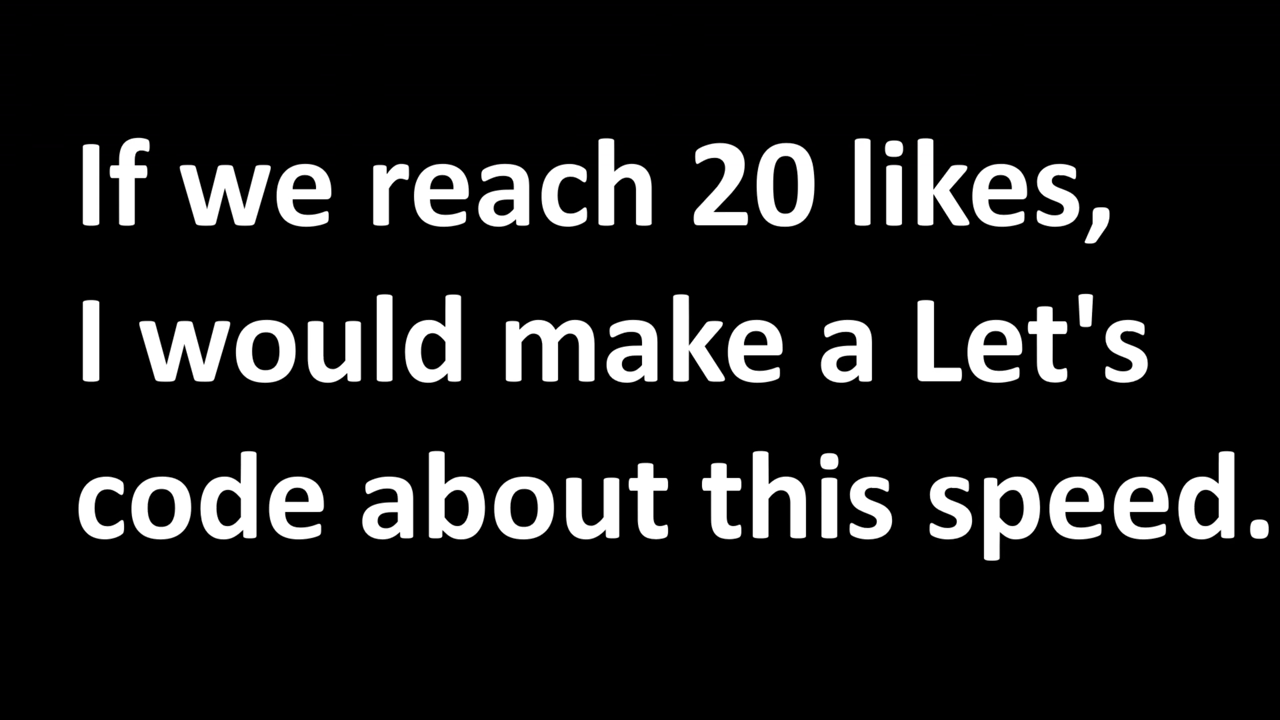 If we reach 20 likes,
I would make a Let's
code about this speed.